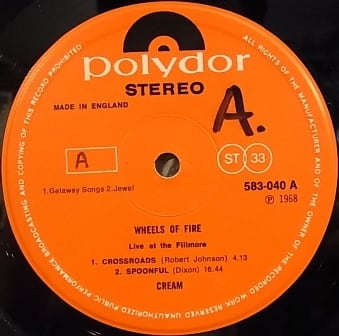 polydor
STEREO
MADE IN ENGLAND
A.
A
ST 33
1.Getaway Songs 2.Jewel
583-040 A
Ⓟ 1968
WHEELS OF FIRE
Live at the Fillmore
1. CROSSROADS (Robert Johnson) 4.13
2. SPOONFUL (Dixon) 16.44
CREAM
ALL RIGHTS OF THE MANUFACTURER AND OF THE OWNER OF THE RECORDED WORK RESERVED. UNAUTHORIZED PUBLIC PERFORMANCE BROADCASTING AND COPYING OF THIS RECORD PROHIBITED